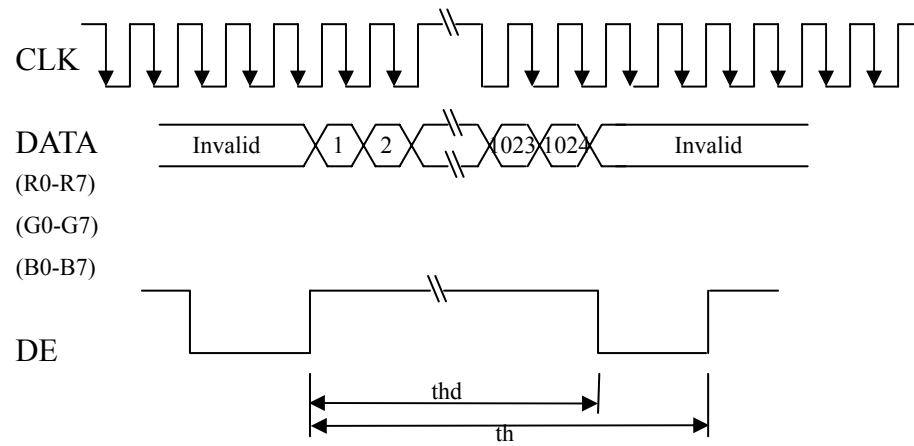 CLK
DATA Invalid 1 2 1023 1024 Invalid
(R0-R7)
(G0-G7)
(B0-B7)
DE
thd
th